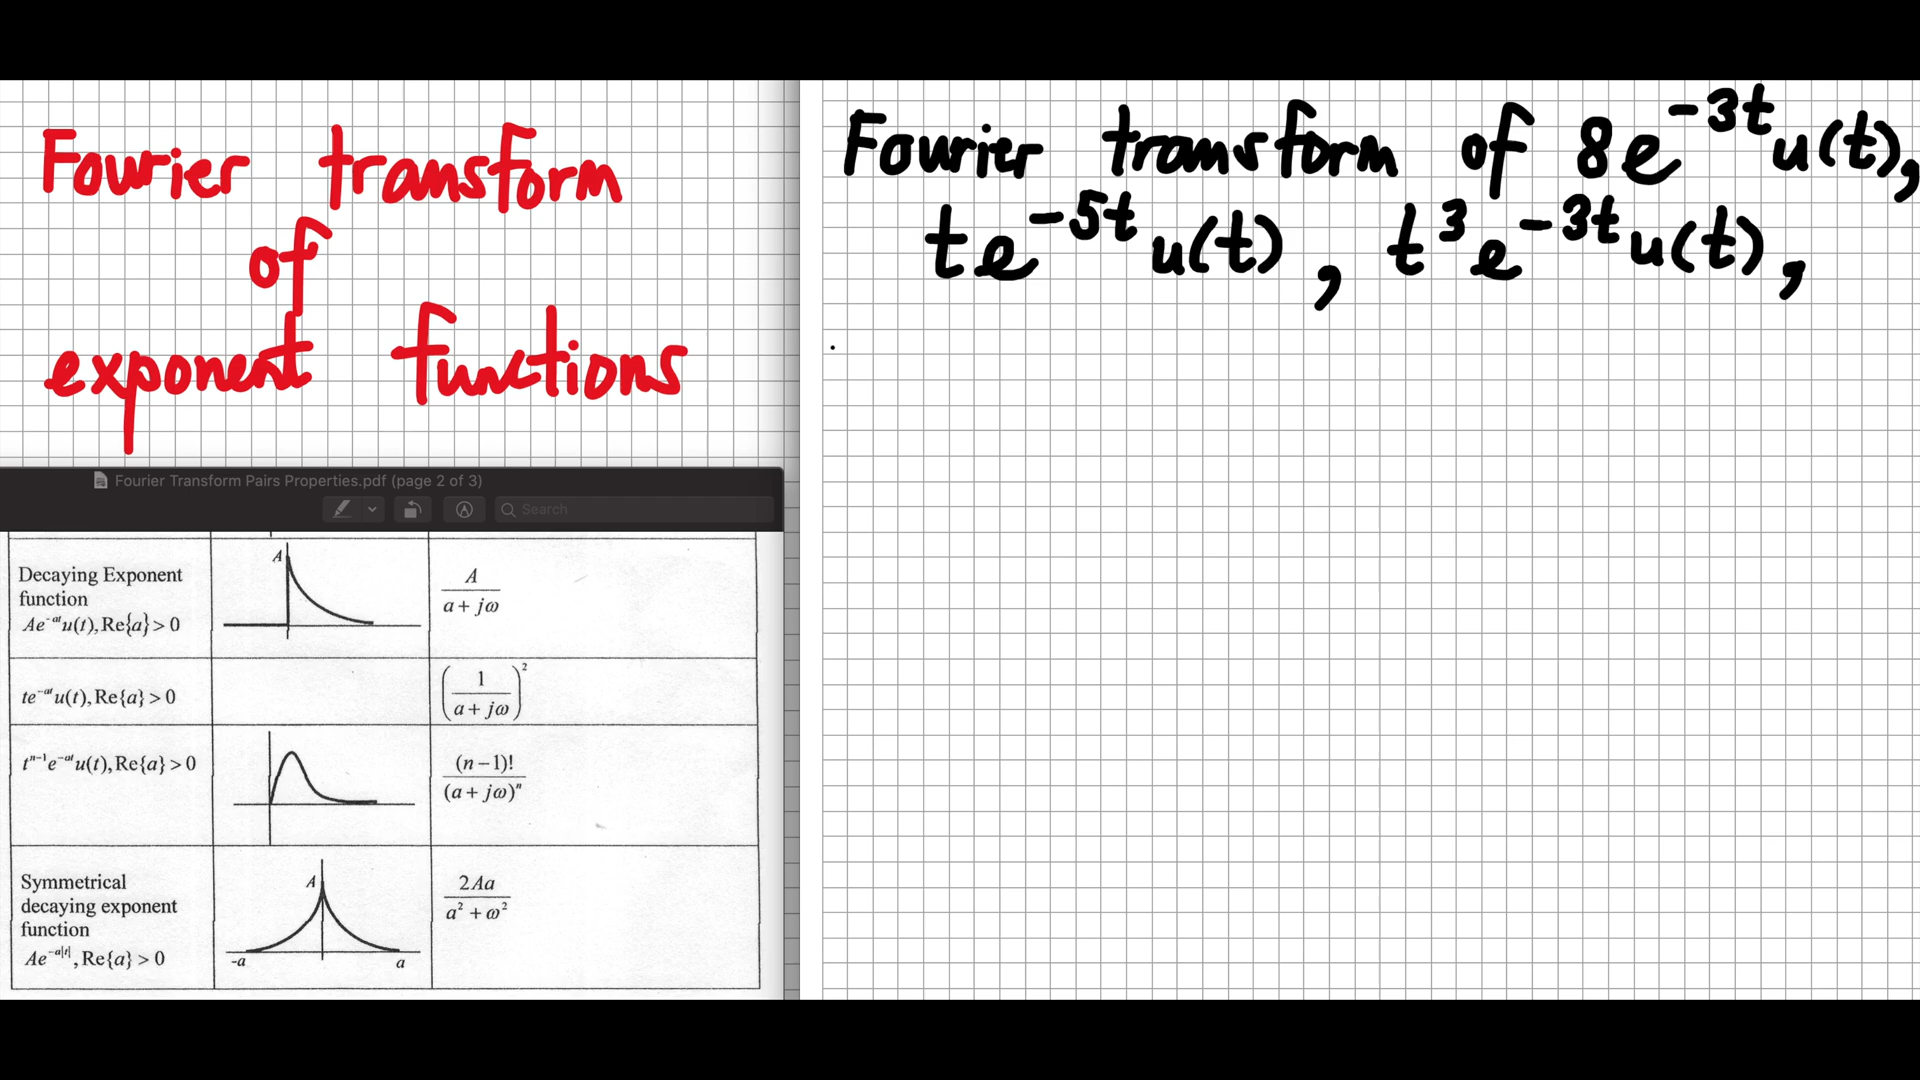 Fourier transform
of
exponent functions
Fourier transform of 8e^-3t u(t),
te^-5t u(t), t^3 e^-3t u(t),
Fourier Transform Pairs Properties.pdf (page 2 of 3)
Search
Decaying Exponent
function
Ae^-at u(t), Re{a} > 0
A
A
a + jω
te^-at u(t), Re{a} > 0
(1
a + jω)^2
t^n-1 e^-at u(t), Re{a} > 0
(n − 1)!
(a + jω)^n
Symmetrical
decaying exponent
function
Ae^-a|t|, Re{a} > 0
A
-a
a
2Aa
a^2 + ω^2